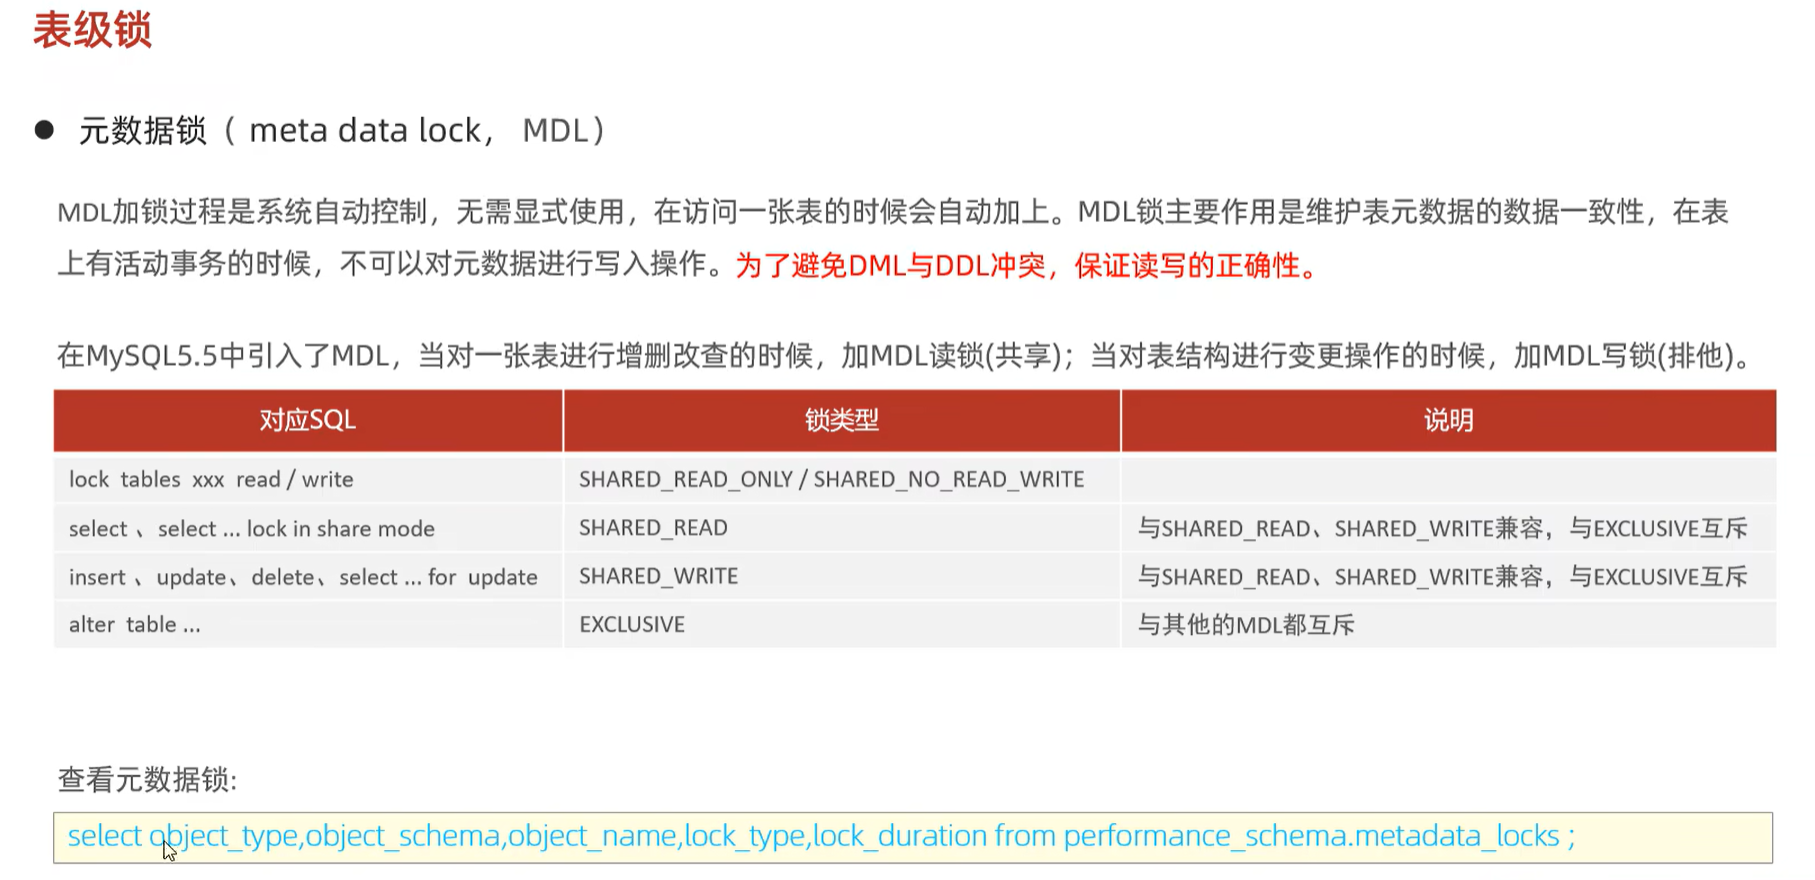 表级锁
● 元数据锁（ meta data lock， MDL）
MDL加锁过程是系统自动控制，无需显式使用，在访问一张表的时候会自动加上。MDL锁主要作用是维护表元数据的数据一致性，在表
上有活动事务的时候，不可以对元数据进行写入操作。为了避免DML与DDL冲突，保证读写的正确性。
在MySQL5.5中引入了MDL，当对一张表进行增删改查的时候，加MDL读锁(共享)；当对表结构进行变更操作的时候，加MDL写锁(排他)。
对应SQL 锁类型 说明
lock tables xxx read / write SHARED_READ_ONLY / SHARED_NO_READ_WRITE
select 、select ... lock in share mode SHARED_READ 与SHARED_READ、SHARED_WRITE兼容，与EXCLUSIVE互斥
insert 、update、delete、select ... for update SHARED_WRITE 与SHARED_READ、SHARED_WRITE兼容，与EXCLUSIVE互斥
alter table ... EXCLUSIVE 与其他的MDL都互斥
查看元数据锁:
select object_type,object_schema,object_name,lock_type,lock_duration from performance_schema.metadata_locks ;